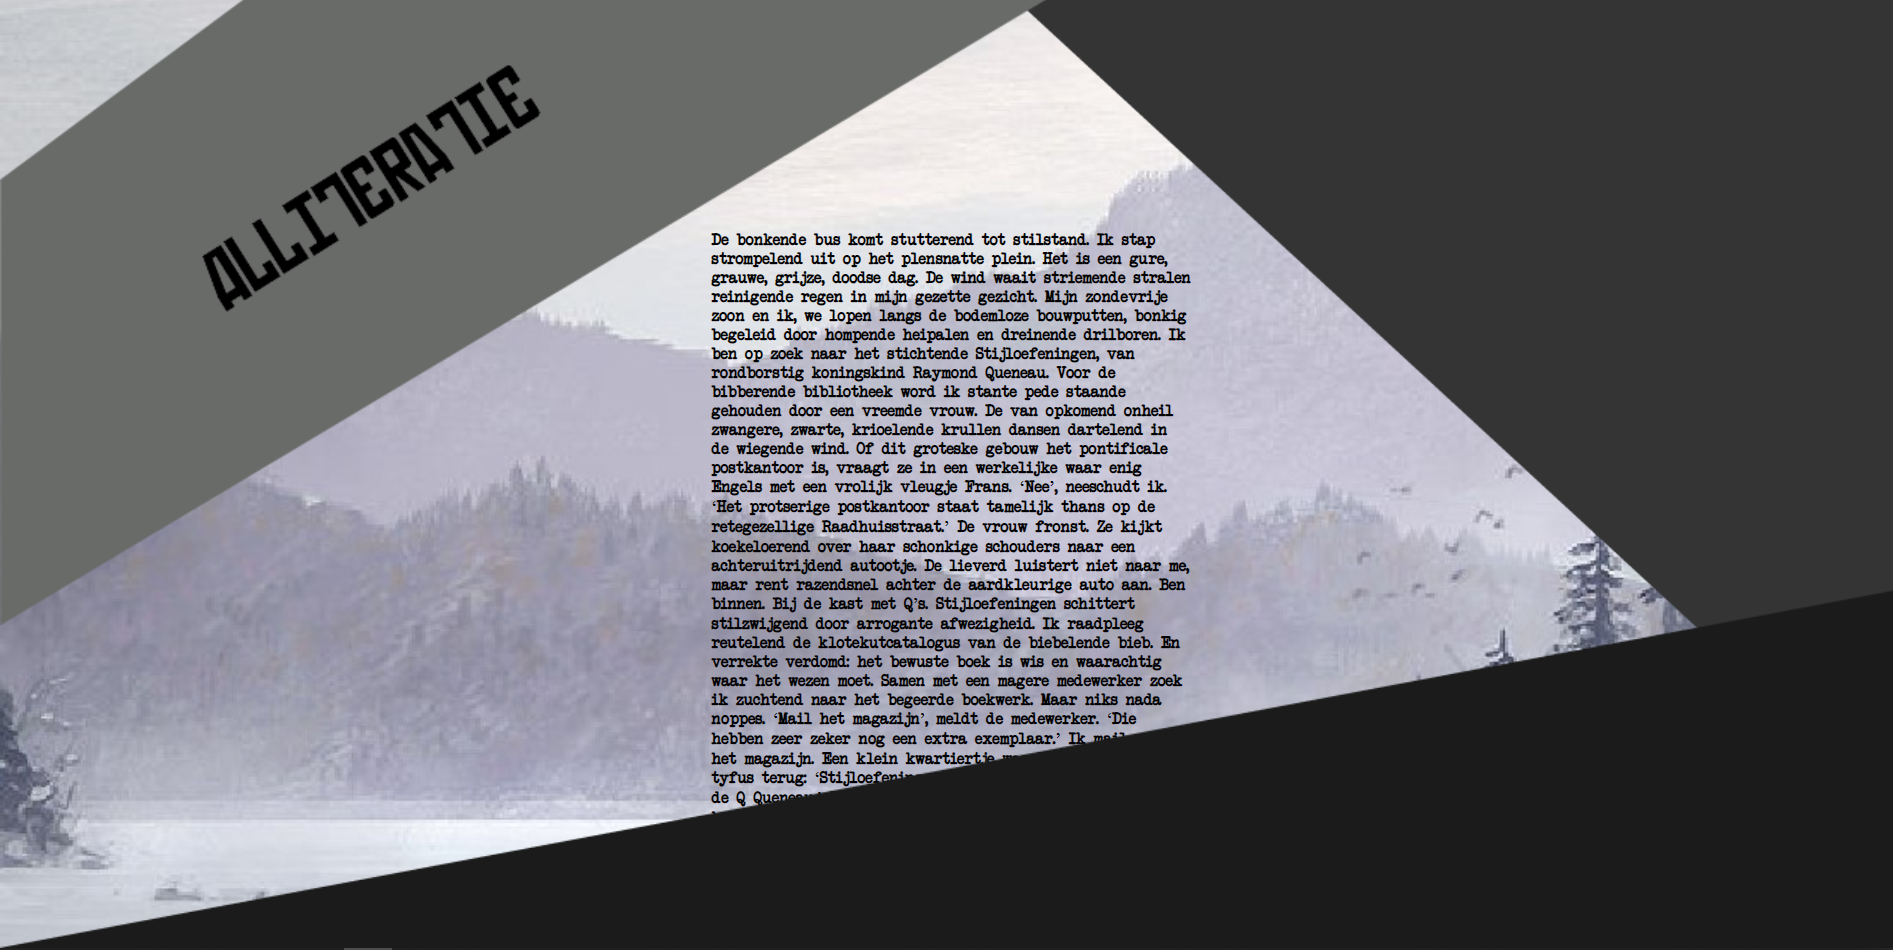 ALLITERATIE
De bonkende bus komt stutterend tot stilstand. Ik stap
strompelend uit op het plensnatte plein. Het is een gure,
grauwe, grijze, doodse dag. De wind waait striemende stralen
reinigende regen in mijn gezette gezicht. Mijn zondevrije
zoon en ik, we lopen langs de bodemloze bouwputten, bonkig
begeleid door hompende heipalen en dreinende drilboren. Ik
ben op zoek naar het stichtende Stijloefeningen, van
rondborstig koningskind Raymond Queneau. Voor de
bibberende bibliotheek word ik stante pede staande
gehouden door een vreemde vrouw. De van opkomend onheil
zwangere, zwarte, krioelende krullen dansen dartelend in
de wiegende wind. Of dit groteske gebouw het pontificale
postkantoor is, vraagt ze in een werkelijke waar enig
Engels met een vrolijk vleugje Frans. ‘Nee’, neeschudt ik.
‘Het protserige postkantoor staat tamelijk thans op de
retegezellige Raadhuisstraat.’ De vrouw fronst. Ze kijkt
koekeloerend over haar schonkige schouders naar een
achteruitrijdend autootje. De lieverd luistert niet naar me,
maar rent razendsnel achter de aardkleurige auto aan. Ben
binnen. Bij de kast met Q’s. Stijloefeningen schittert
stilzwijgend door arrogante afwezigheid. Ik raadpleeg
reutelend de klotekutcatalogus van de biebelende bieb. En
verrekte verdomd: het bewuste boek is wis en waarachtig
waar het wezen moet. Samen met een magere medewerker zoek
ik zuchtend naar het begeerde boekwerk. Maar niks nada
noppes. ‘Mail het magazijn’, meldt de medewerker. ‘Die
hebben zeer zeker nog een extra exemplaar.’ Ik
het magazijn. Een klein kwartiertje
tyfus terug:
de Q